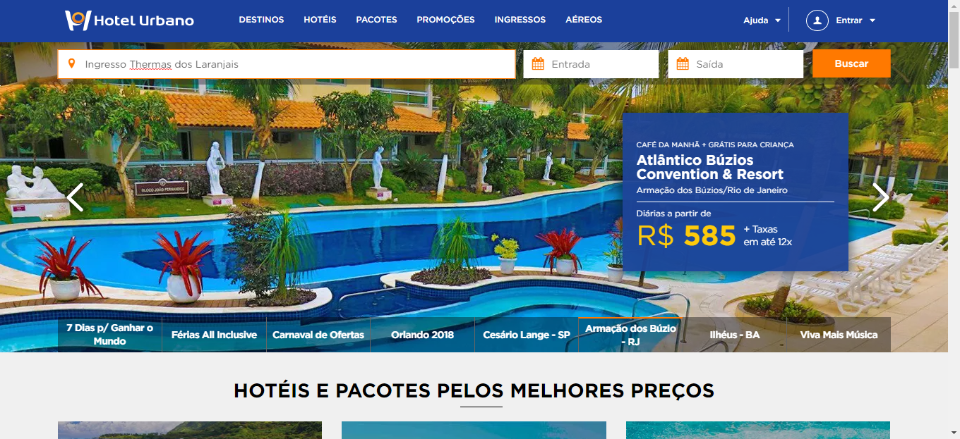 Hotel Urbano
DESTINOS HOTÉIS PACOTES PROMOÇÕES INGRESSOS AÉREOS
Ajuda
Entrar
Ingresso Thermas dos Laranjais
Entrada
Saída
Buscar
CAFÉ DA MANHÃ + GRÁTIS PARA CRIANÇA
Atlântico Búzios
Convention & Resort
Armação dos Búzios/Rio de Janeiro
Diárias a partir de
R$ 585
+ Taxas
em até 12x
7 Dias p/ Ganhar o
Mundo
Férias All Inclusive
Carnaval de Ofertas
Orlando 2018
Cesário Lange - SP
Armação dos Búzio
- RJ
Ilhéus - BA
Viva Mais Música
HOTÉIS E PACOTES PELOS MELHORES PREÇOS